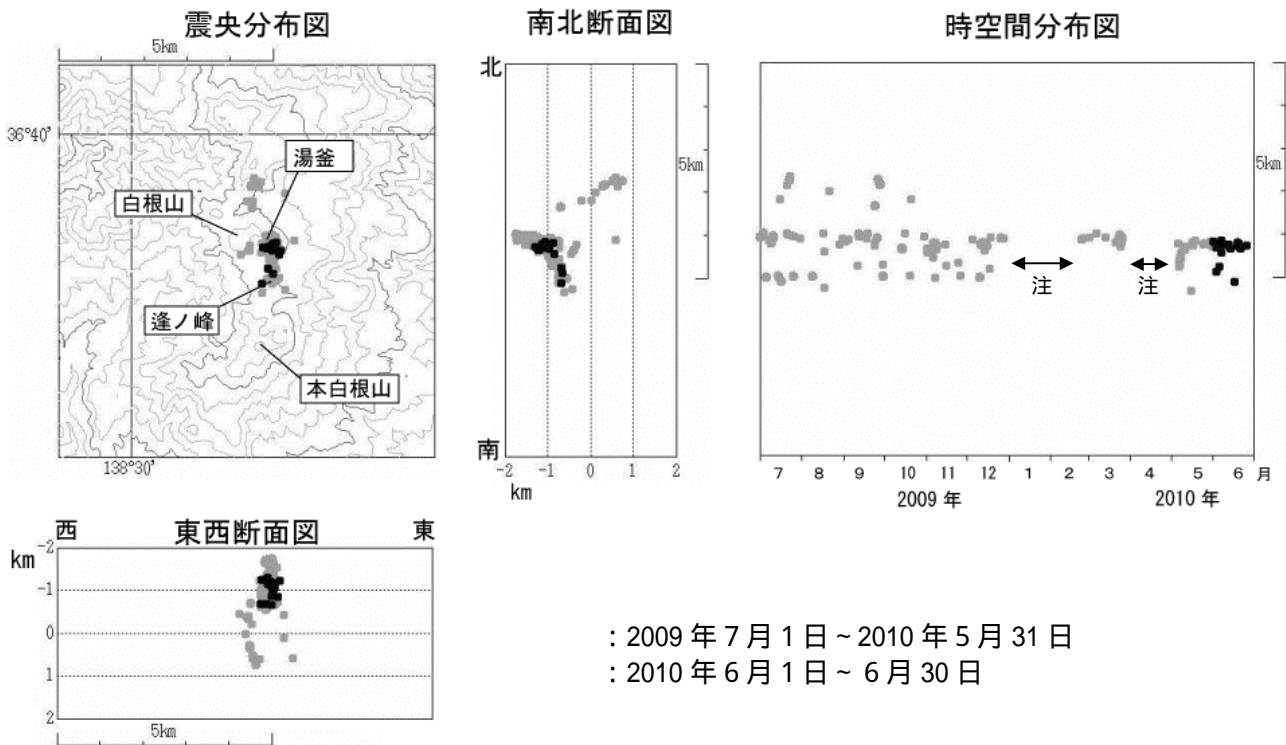 震央分布図
南北断面図
時空間分布図
5km
北
36°40′
湯釜
白根山
5km
5km
注
注
逢ノ峰
本白根山
南
138°30′
-2 -1 0 1 2
km
7 8 9 10 11 12 1 2 3 4 5 6 月
2009 年 2010 年
西 東西断面図 東
km
-2
-1
0
1
2
5km
：2009 年 7 月 1 日～2010 年 5 月 31 日
：2010 年 6 月 1 日～ 6 月 30 日